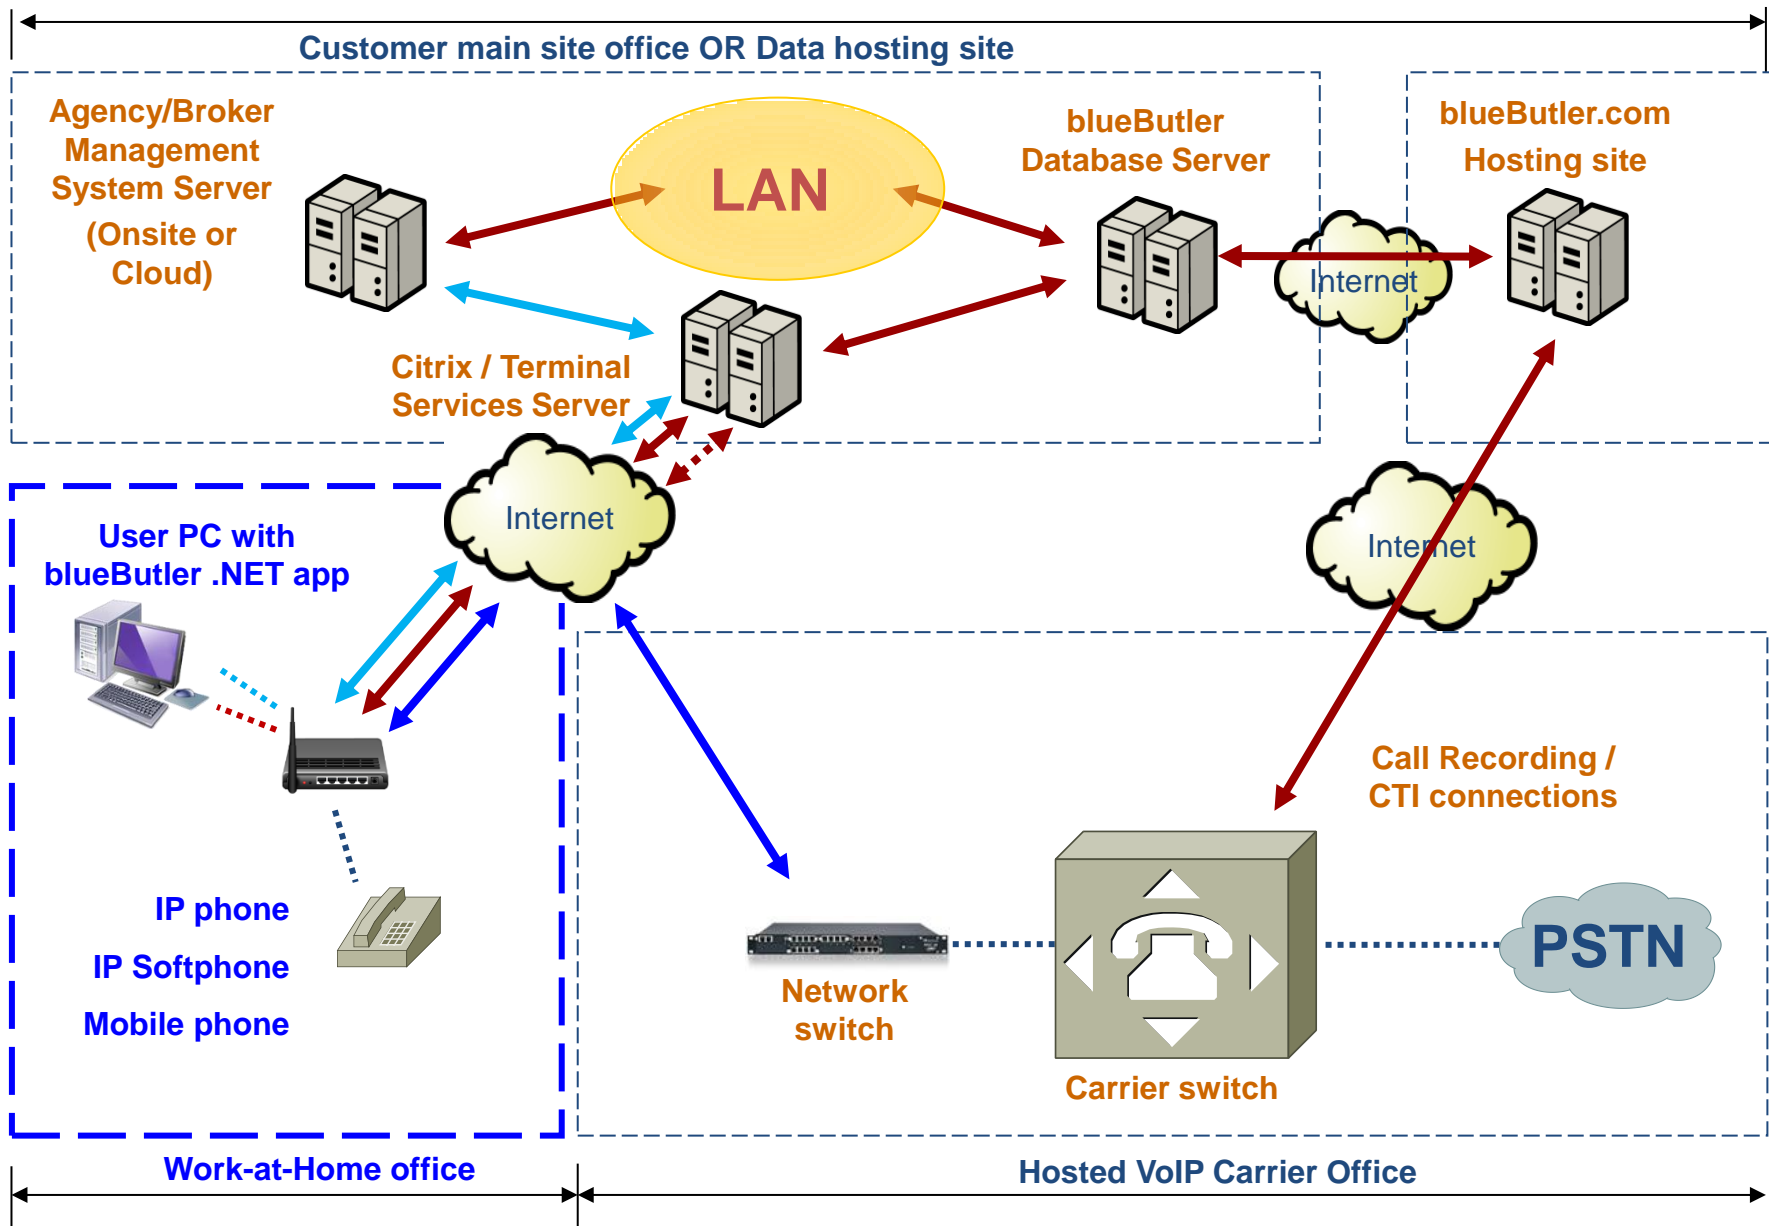 Customer main site office OR Data hosting site
Agency/Broker
Management
System Server
(Onsite or
Cloud)
LAN
blueButler
Database Server
blueButler.com
Hosting site
Internet
Citrix / Terminal
Services Server
Internet
Internet
User PC with
blueButler .NET app
IP phone
IP Softphone
Mobile phone
Call Recording /
CTI connections
Network
switch
Carrier switch
PSTN
Work-at-Home office
Hosted VoIP Carrier Office